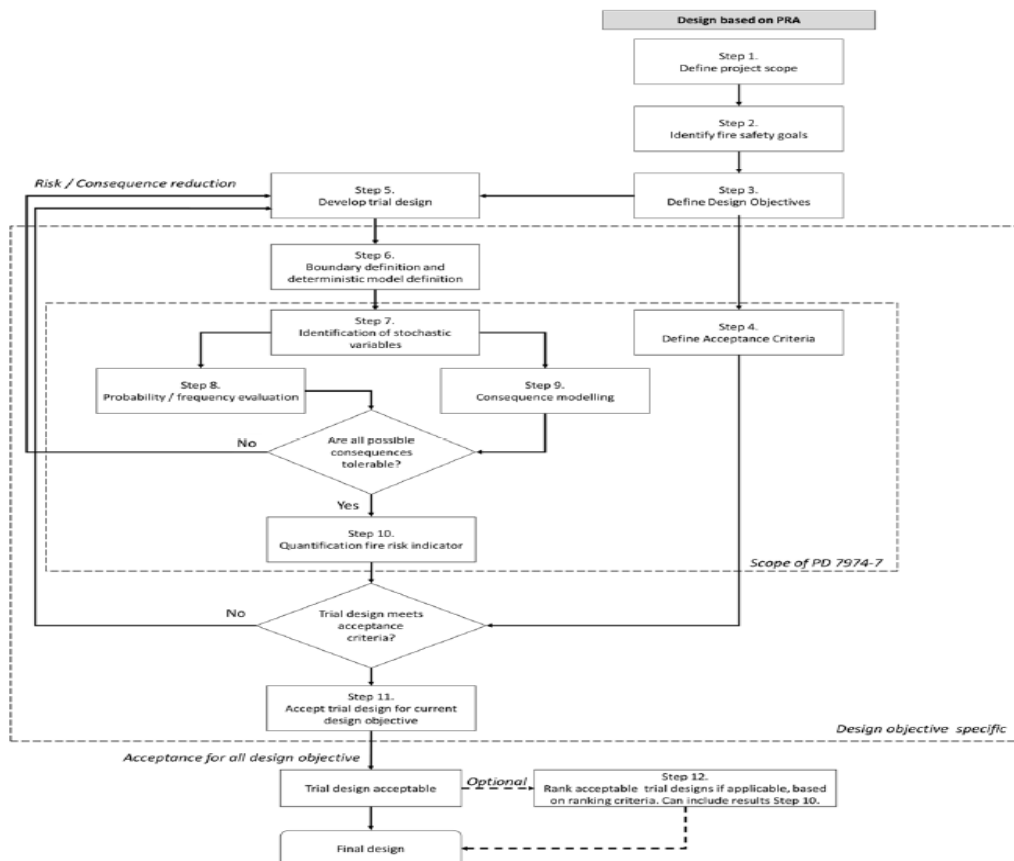 Design based on PRA
Step 1.
Define project scope
Step 2.
Identify fire safety goals
Risk / Consequence reduction
Step 5.
Develop trial design
Step 3.
Define Design Objectives
Step 6.
Boundary definition and
deterministic model definition
Step 7.
Identification of stochastic
variables
Step 4.
Define Acceptance Criteria
Step 8.
Probability / frequency evaluation
Step 9.
Consequence modelling
No
Are all possible
consequences
tolerable?
Yes
Step 10.
Quantification fire risk indicator
Scope of PD 7974-7
No
Trial design meets
acceptance
criteria?
Step 11.
Accept trial design for current
design objective
Design objective specific
Acceptance for all design objective
Trial design acceptable
Optional
Step 12.
Rank acceptable trial designs if applicable, based
on ranking criteria. Can include results Step 10.
Final design